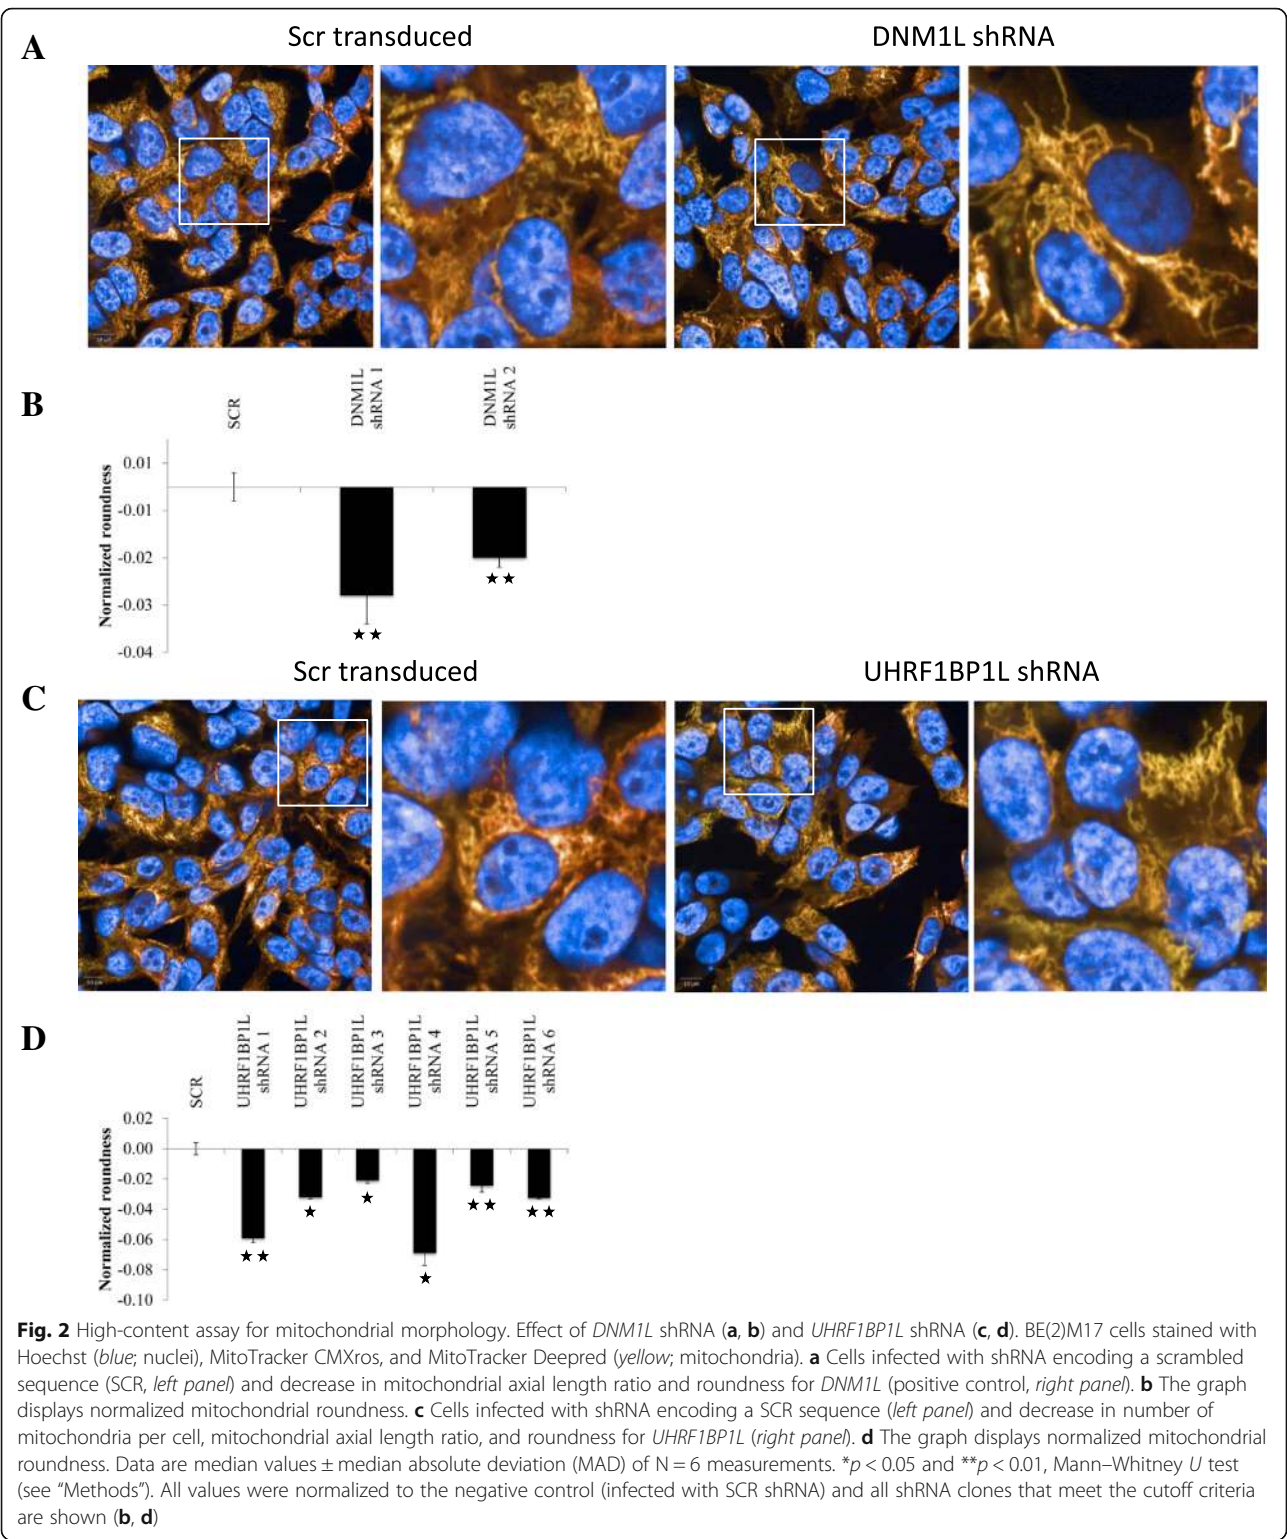 A
Scr transduced
DNM1L shRNA
B
SCR
DNM1L
shRNA 1
DNM1L
shRNA 2
Normalized roundness
0.01
-0.01
-0.02
-0.03
-0.04
★★
★★
Scr transduced
UHRF1BP1L shRNA
C
D
SCR
UHRF1BP1L
shRNA 1
UHRF1BP1L
shRNA 2
UHRF1BP1L
shRNA 3
UHRF1BP1L
shRNA 4
UHRF1BP1L
shRNA 5
UHRF1BP1L
shRNA 6
Normalized roundness
0.02
0.00
-0.02
-0.04
-0.06
-0.08
-0.10
★★
★
★
★
★★
★★
Fig. 2 High-content assay for mitochondrial morphology. Effect of DNM1L shRNA (a, b) and UHRF1BP1L shRNA (c, d). BE(2)M17 cells stained with
Hoechst (blue; nuclei), MitoTracker CMXros, and MitoTracker Deepred (yellow; mitochondria). a Cells infected with shRNA encoding a scrambled
sequence (SCR, left panel) and decrease in mitochondrial axial length ratio and roundness for DNM1L (positive control, right panel). b The graph
displays normalized mitochondrial roundness. c Cells infected with shRNA encoding a SCR sequence (left panel) and decrease in number of
mitochondria per cell, mitochondrial axial length ratio, and roundness for UHRF1BP1L (right panel). d The graph displays normalized mitochondrial
roundness. Data are median values ± median absolute deviation (MAD) of N = 6 measurements. *p < 0.05 and **p < 0.01, Mann–Whitney U test
(see “Methods”). All values were normalized to the negative control (infected with SCR shRNA) and all shRNA clones that meet the cutoff criteria
are shown (b, d)